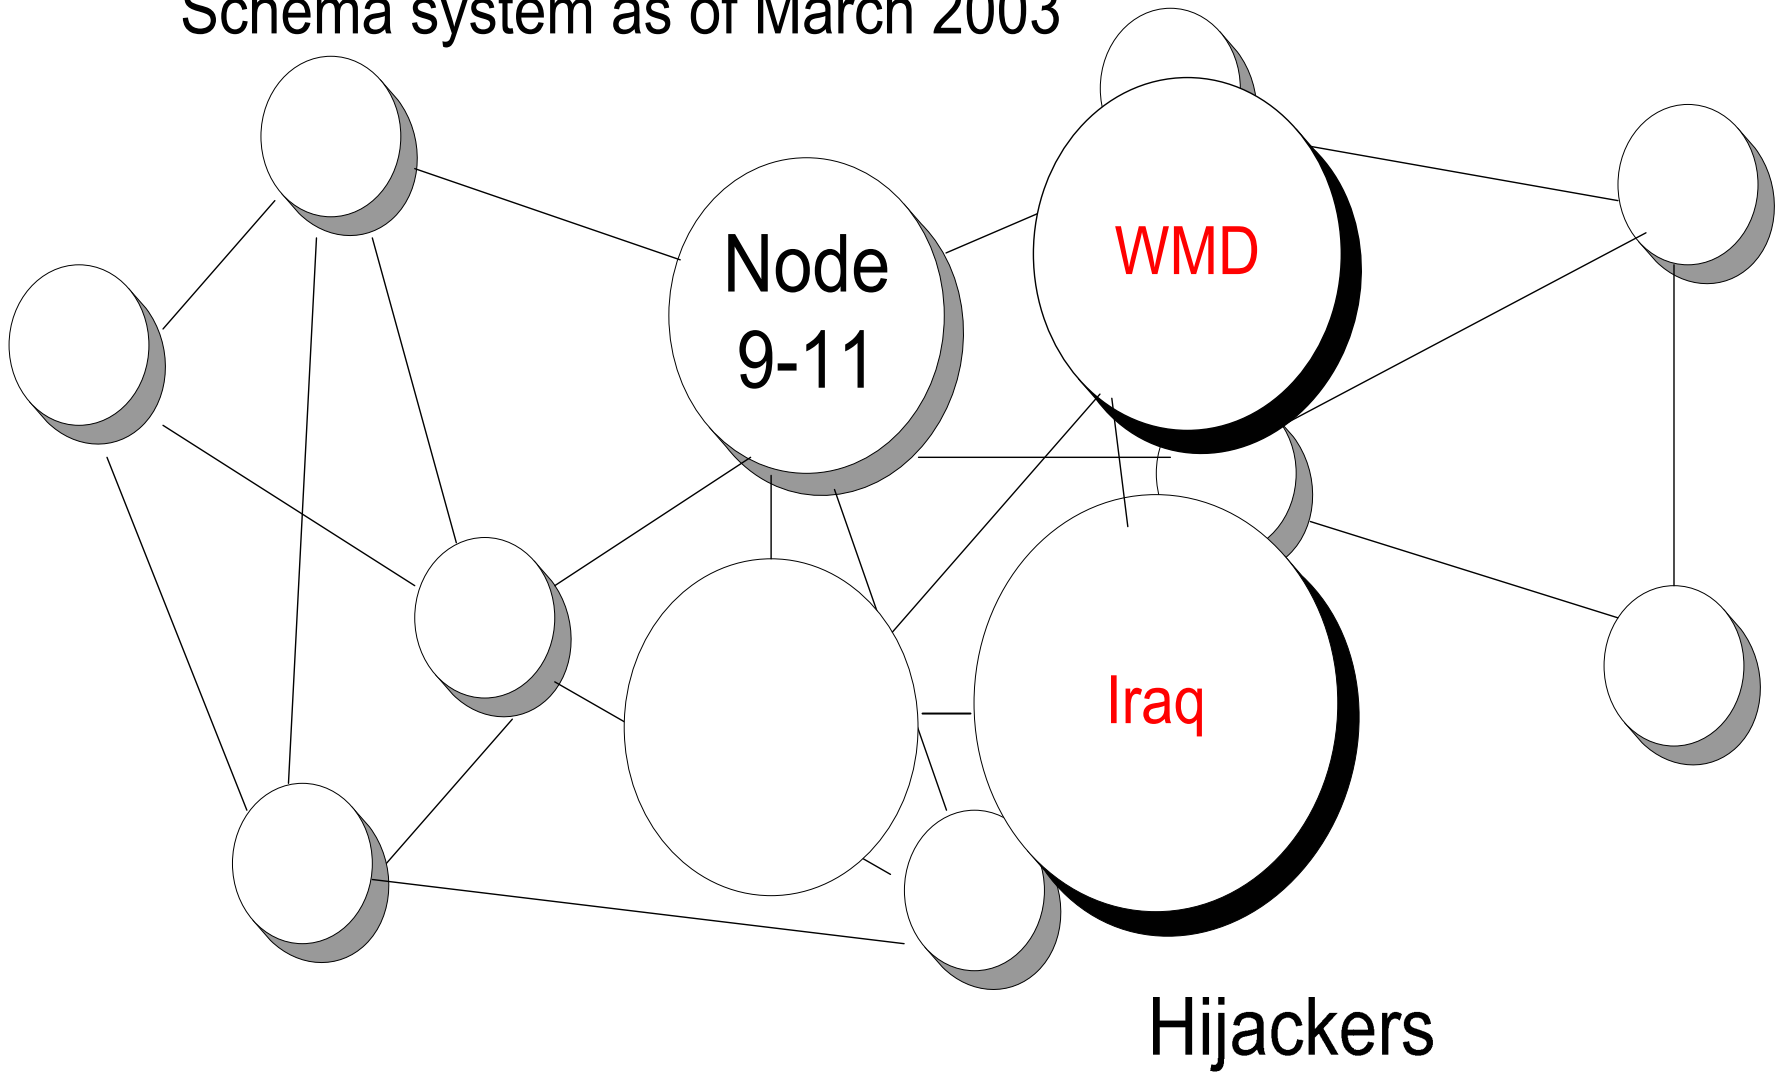 Schema system as of March 2003
Node
9-11
WMD
Iraq
Hijackers